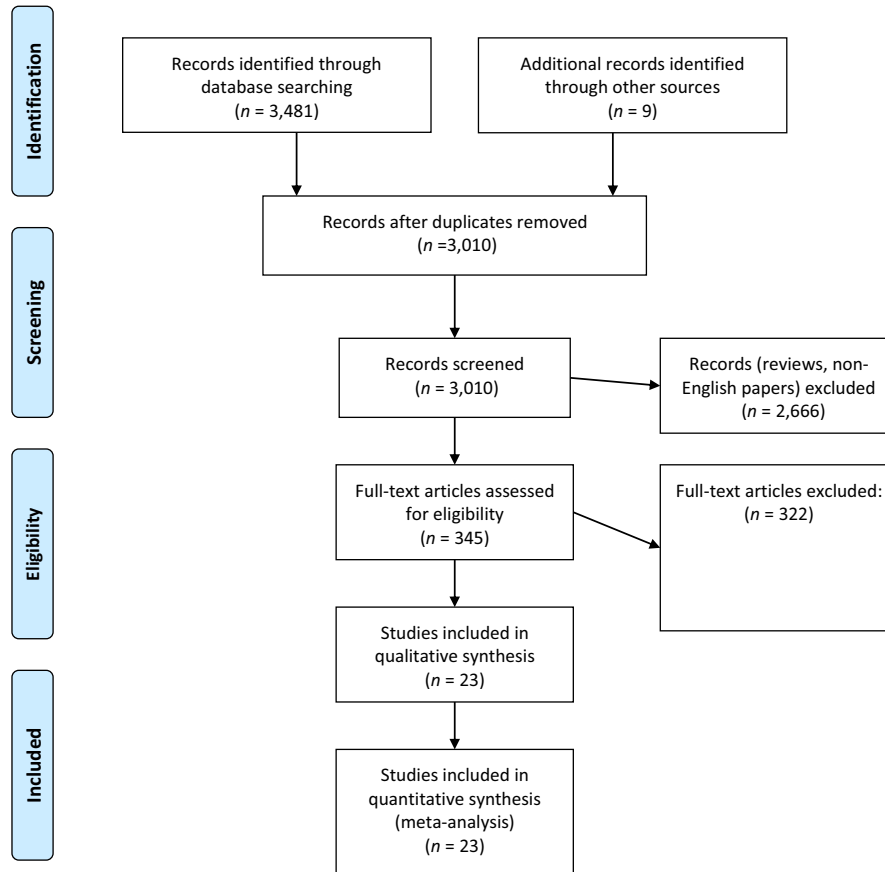 Identification
Records identified through
database searching
(n = 3,481)
Additional records identified
through other sources
(n = 9)
Records after duplicates removed
(n =3,010)
Screening
Records screened
(n = 3,010)
Records (reviews, non-
English papers) excluded
(n = 2,666)
Eligibility
Full-text articles assessed
for eligibility
(n = 345)
Full-text articles excluded:
(n = 322)
Studies included in
qualitative synthesis
(n = 23)
Included
Studies included in
quantitative synthesis
(meta-analysis)
(n = 23)